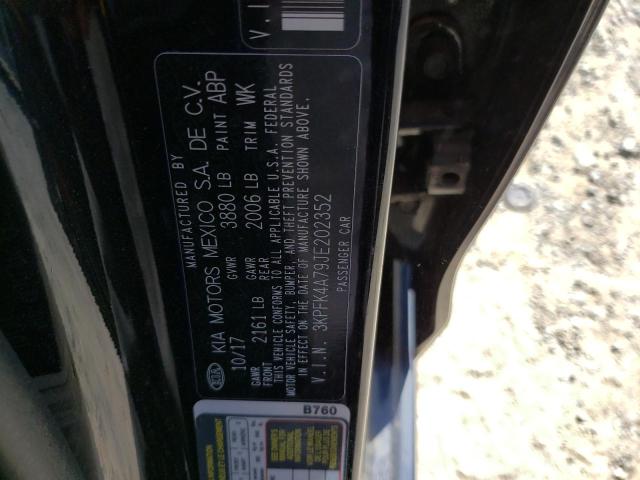 MANUFACTURED BY
KIA KIA MOTORS MEXICO S.A. DE C.V.
10/17 GVWR 3880 LB PAINT ABP
GAWR FRONT 2161 LB GAWR REAR 2006 LB TRIM WK
THIS VEHICLE CONFORMS TO ALL APPLICABLE U.S.A. FEDERAL
MOTOR VEHICLE SAFETY, BUMPER, AND THEFT PREVENTION STANDARDS
IN EFFECT ON THE DATE OF MANUFACTURE SHOWN ABOVE.
V.I.N. 3KPFK4A79JE202352
PASSENGER CAR
V.I
B760